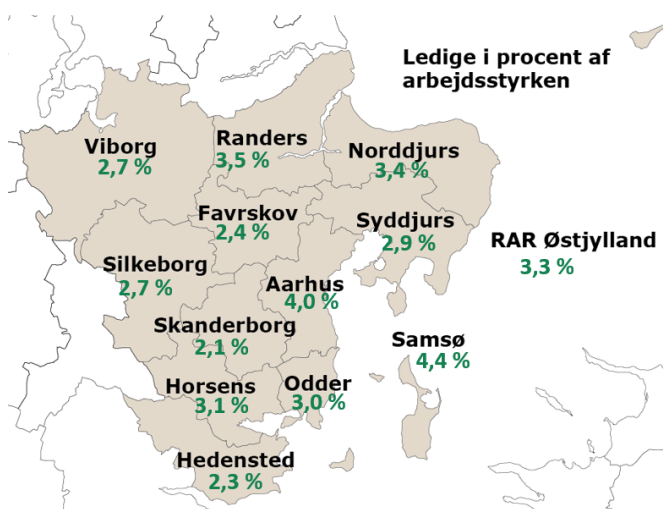 Ledige i procent af
arbejdsstyrken
Viborg
2,7 %
Randers
3,5 %
Norddjurs
3,4 %
Favrskov
2,4 %
Syddjurs
2,9 %
RAR Østjylland
3,3 %
Silkeborg
2,7 %
Aarhus
4,0 %
Skanderborg
2,1 %
Samsø
4,4 %
Horsens
3,1 %
Odder
3,0 %
Hedensted
2,3 %